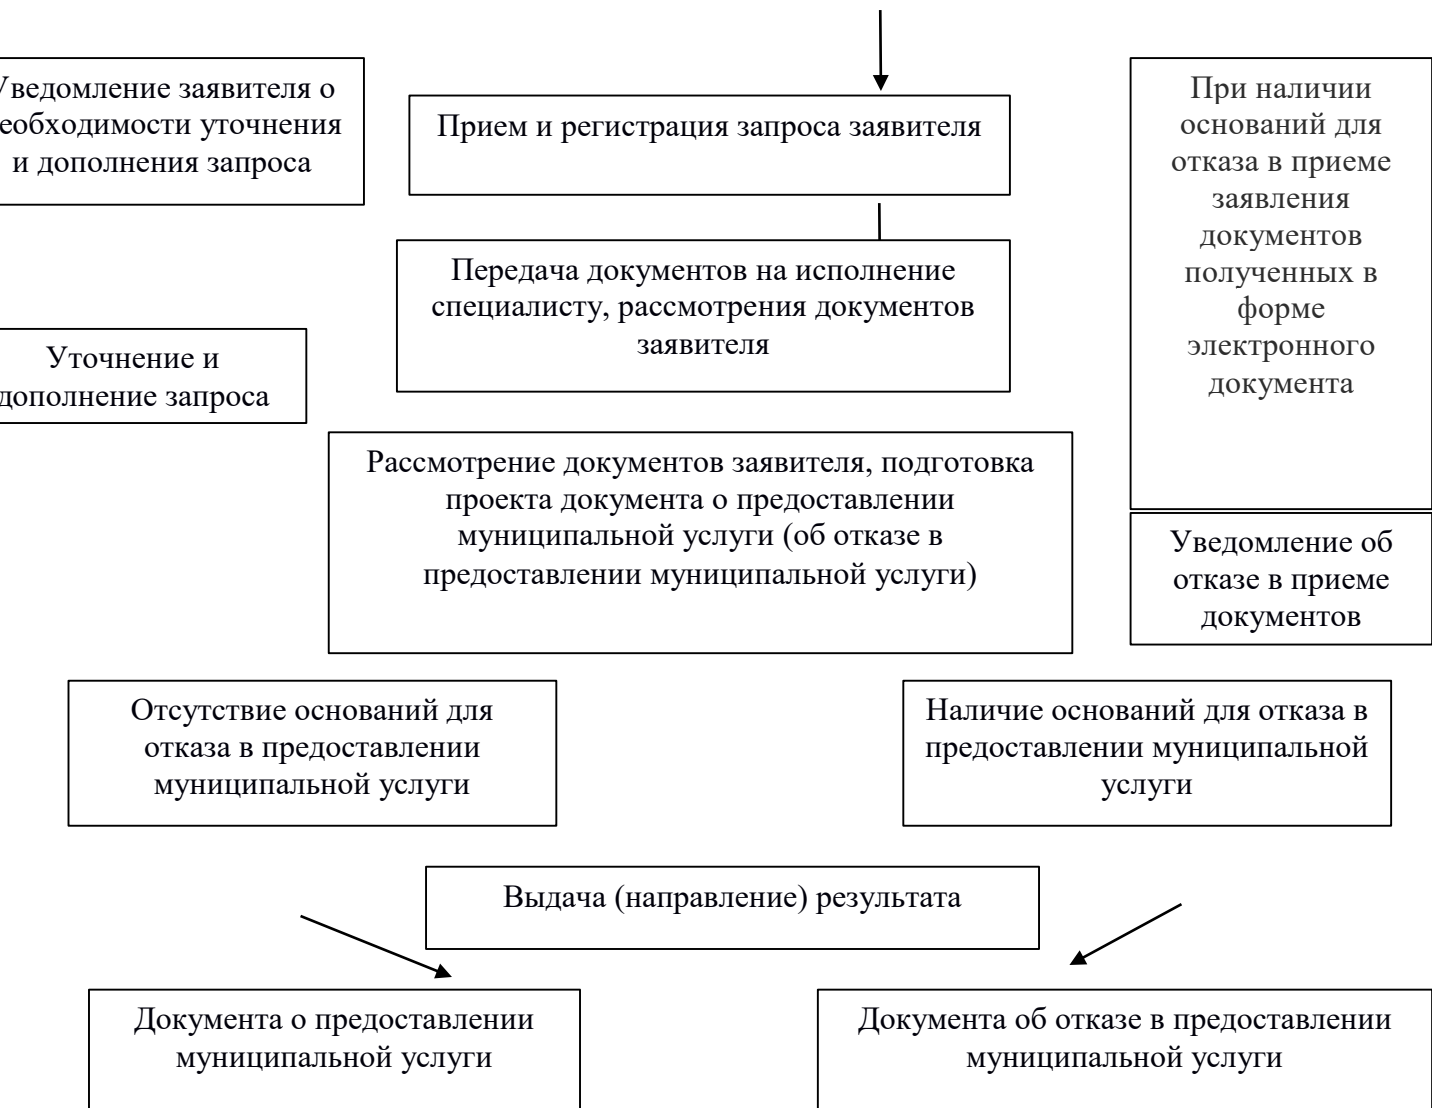 Уведомление заявителя о
необходимости уточнения
и дополнения запроса
Прием и регистрация запроса заявителя
При наличии
оснований для
отказа в приеме
заявления
документов
полученных в
форме
электронного
документа
Передача документов на исполнение
специалисту, рассмотрения документов
заявителя
Уточнение и
дополнение запроса
Рассмотрение документов заявителя, подготовка
проекта документа о предоставлении
муниципальной услуги (об отказе в
предоставлении муниципальной услуги)
Уведомление об
отказе в приеме
документов
Отсутствие оснований для
отказа в предоставлении
муниципальной услуги
Наличие оснований для отказа в
предоставлении муниципальной
услуги
Выдача (направление) результата
Документа о предоставлении
муниципальной услуги
Документа об отказе в предоставлении
муниципальной услуги